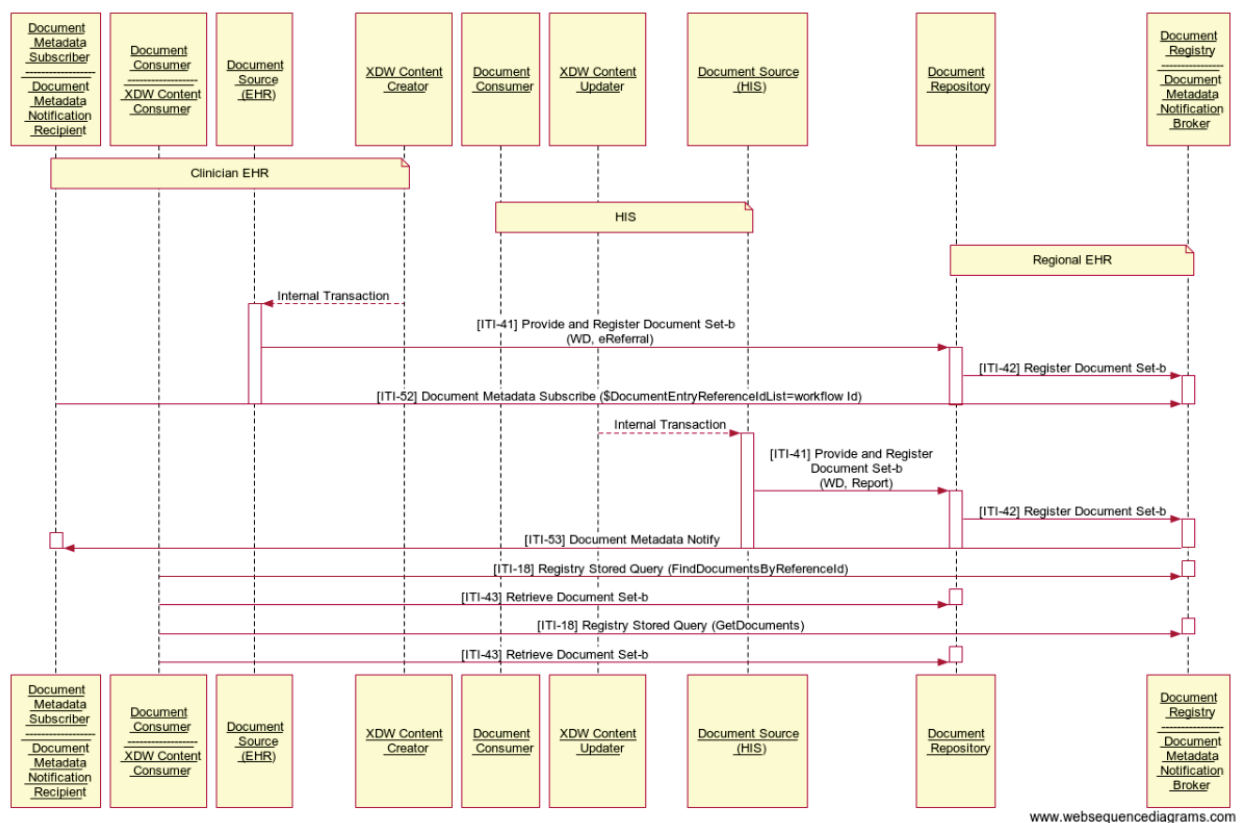 Document
Metadata
Subscriber
------------------
Document
Metadata
Notification
Recipient
Document
Consumer
------------------
XDW Content
Consumer
Document
Source
(EHR)
XDW Content
Creator
Document
Consumer
XDW Content
Updater
Document Source
(HIS)
Document
Repository
Document
Registry
------------------
Document
Metadata
Notification
Broker
Clinician EHR
HIS
Regional EHR
Internal Transaction
[ITI-41] Provide and Register Document Set-b
(WD, eReferral)
[ITI-42] Register Document Set-b
[ITI-52] Document Metadata Subscribe ($DocumentEntryReferenceIdList=workflow Id)
Internal Transaction
[ITI-41] Provide and Register
Document Set-b
(WD, Report)
[ITI-42] Register Document Set-b
[ITI-53] Document Metadata Notify
[ITI-18] Registry Stored Query (FindDocumentsByReferenceId)
[ITI-43] Retrieve Document Set-b
[ITI-18] Registry Stored Query (GetDocuments)
[ITI-43] Retrieve Document Set-b
Document
Metadata
Subscriber
------------------
Document
Metadata
Notification
Recipient
Document
Consumer
------------------
XDW Content
Consumer
Document
Source
(EHR)
XDW Content
Creator
Document
Consumer
XDW Content
Updater
Document Source
(HIS)
Document
Repository
Document
Registry
------------------
Document
Metadata
Notification
Broker
www.websequencediagrams.com